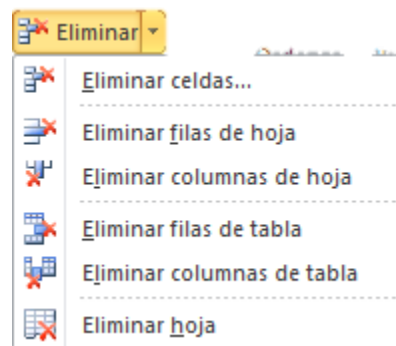 Eliminar
Eliminar celdas...
Eliminar filas de hoja
Eliminar columnas de hoja
Eliminar filas de tabla
Eliminar columnas de tabla
Eliminar hoja